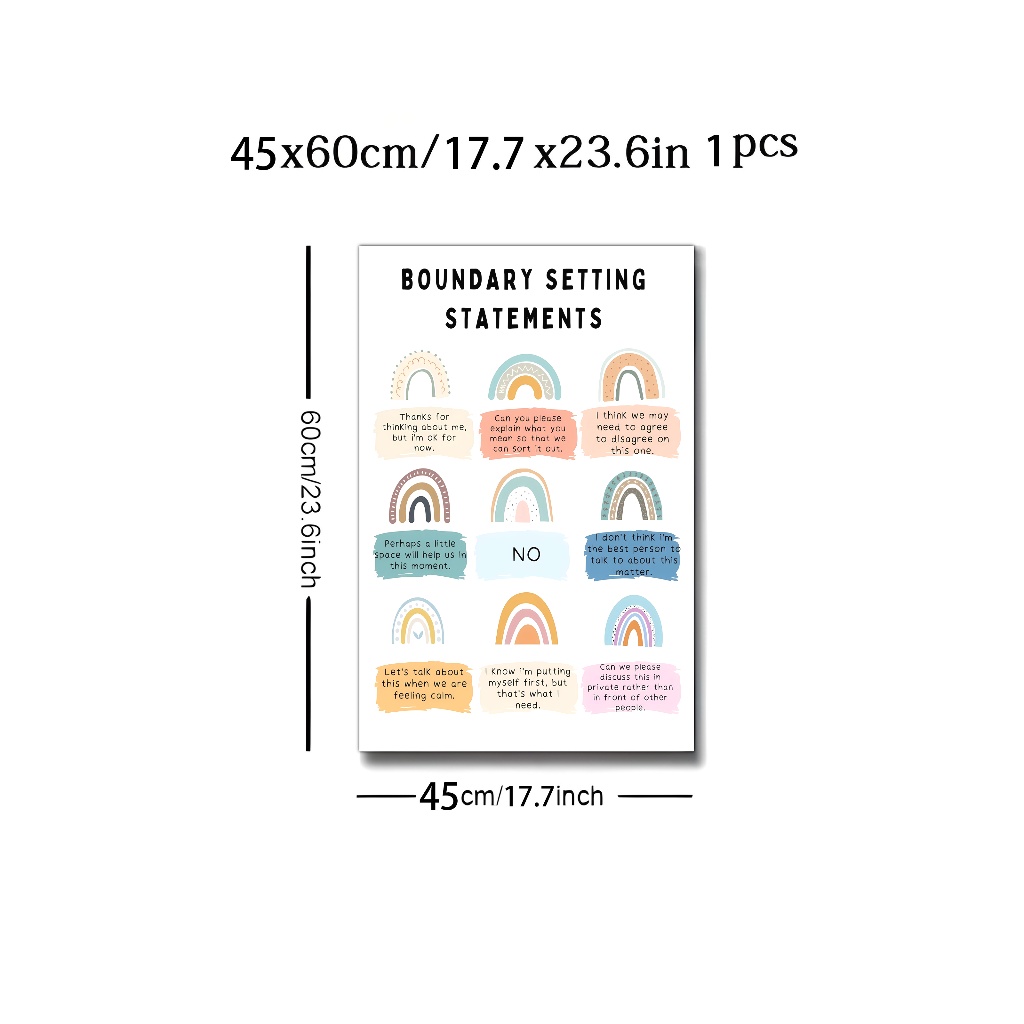 45x60cm/17.7x23.6in 1pcs
BOUNDARY SETTING
STATEMENTS
Thanks for
thinking about me,
but i'm ok for
now.
Can you please
explain what you
mean so that we
can sort it out.
I think we may
need to agree
to disagree on
this one.
Perhaps a little
space will help us in
this moment.
NO
I don't think i'm
the best person to
talk to about this
matter.
Let's talk about
this when we are
feeling calm.
I know i'm putting
myself first, but
that's what I
need.
Can we please
discuss this in
private rather than
in front of other
people.
60cm/23.6inch
45cm/17.7inch